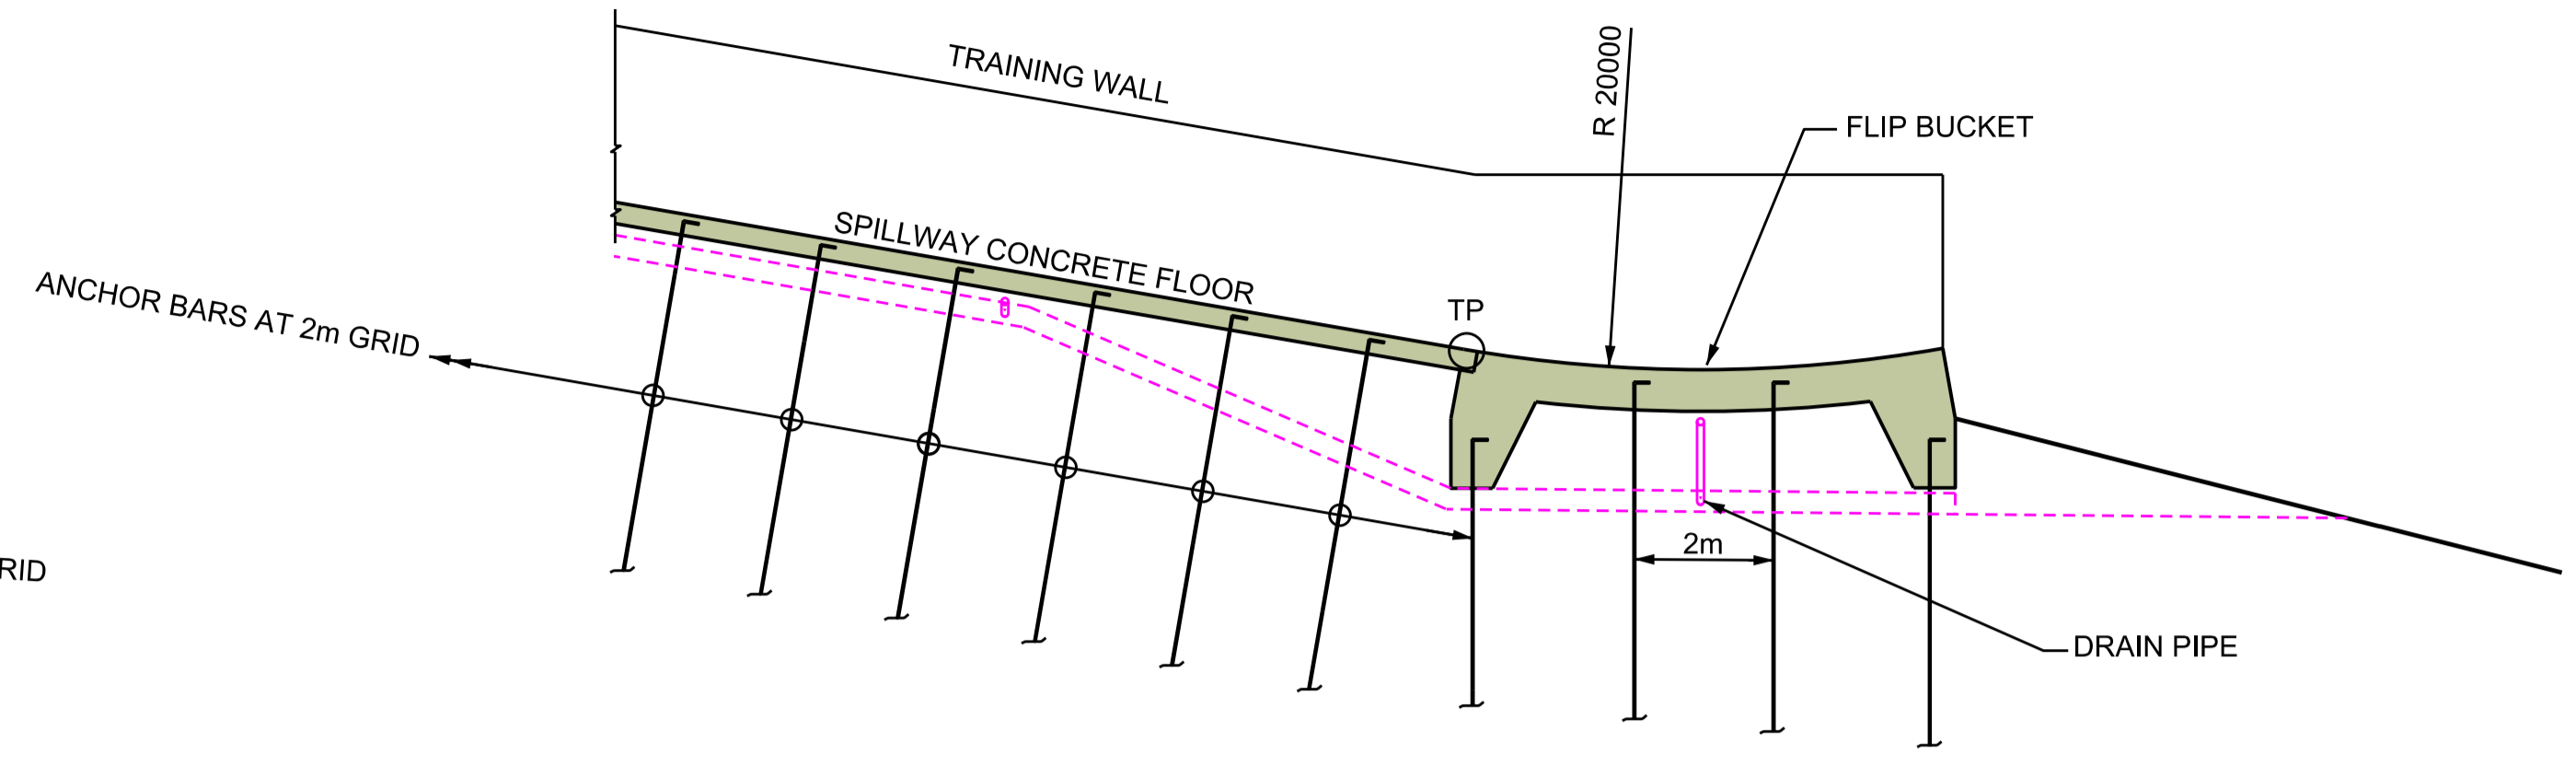 TRAINING WALL
R 20000
FLIP BUCKET
SPILLWAY CONCRETE FLOOR
ANCHOR BARS AT 2m GRID
TP
2m
RID
DRAIN PIPE